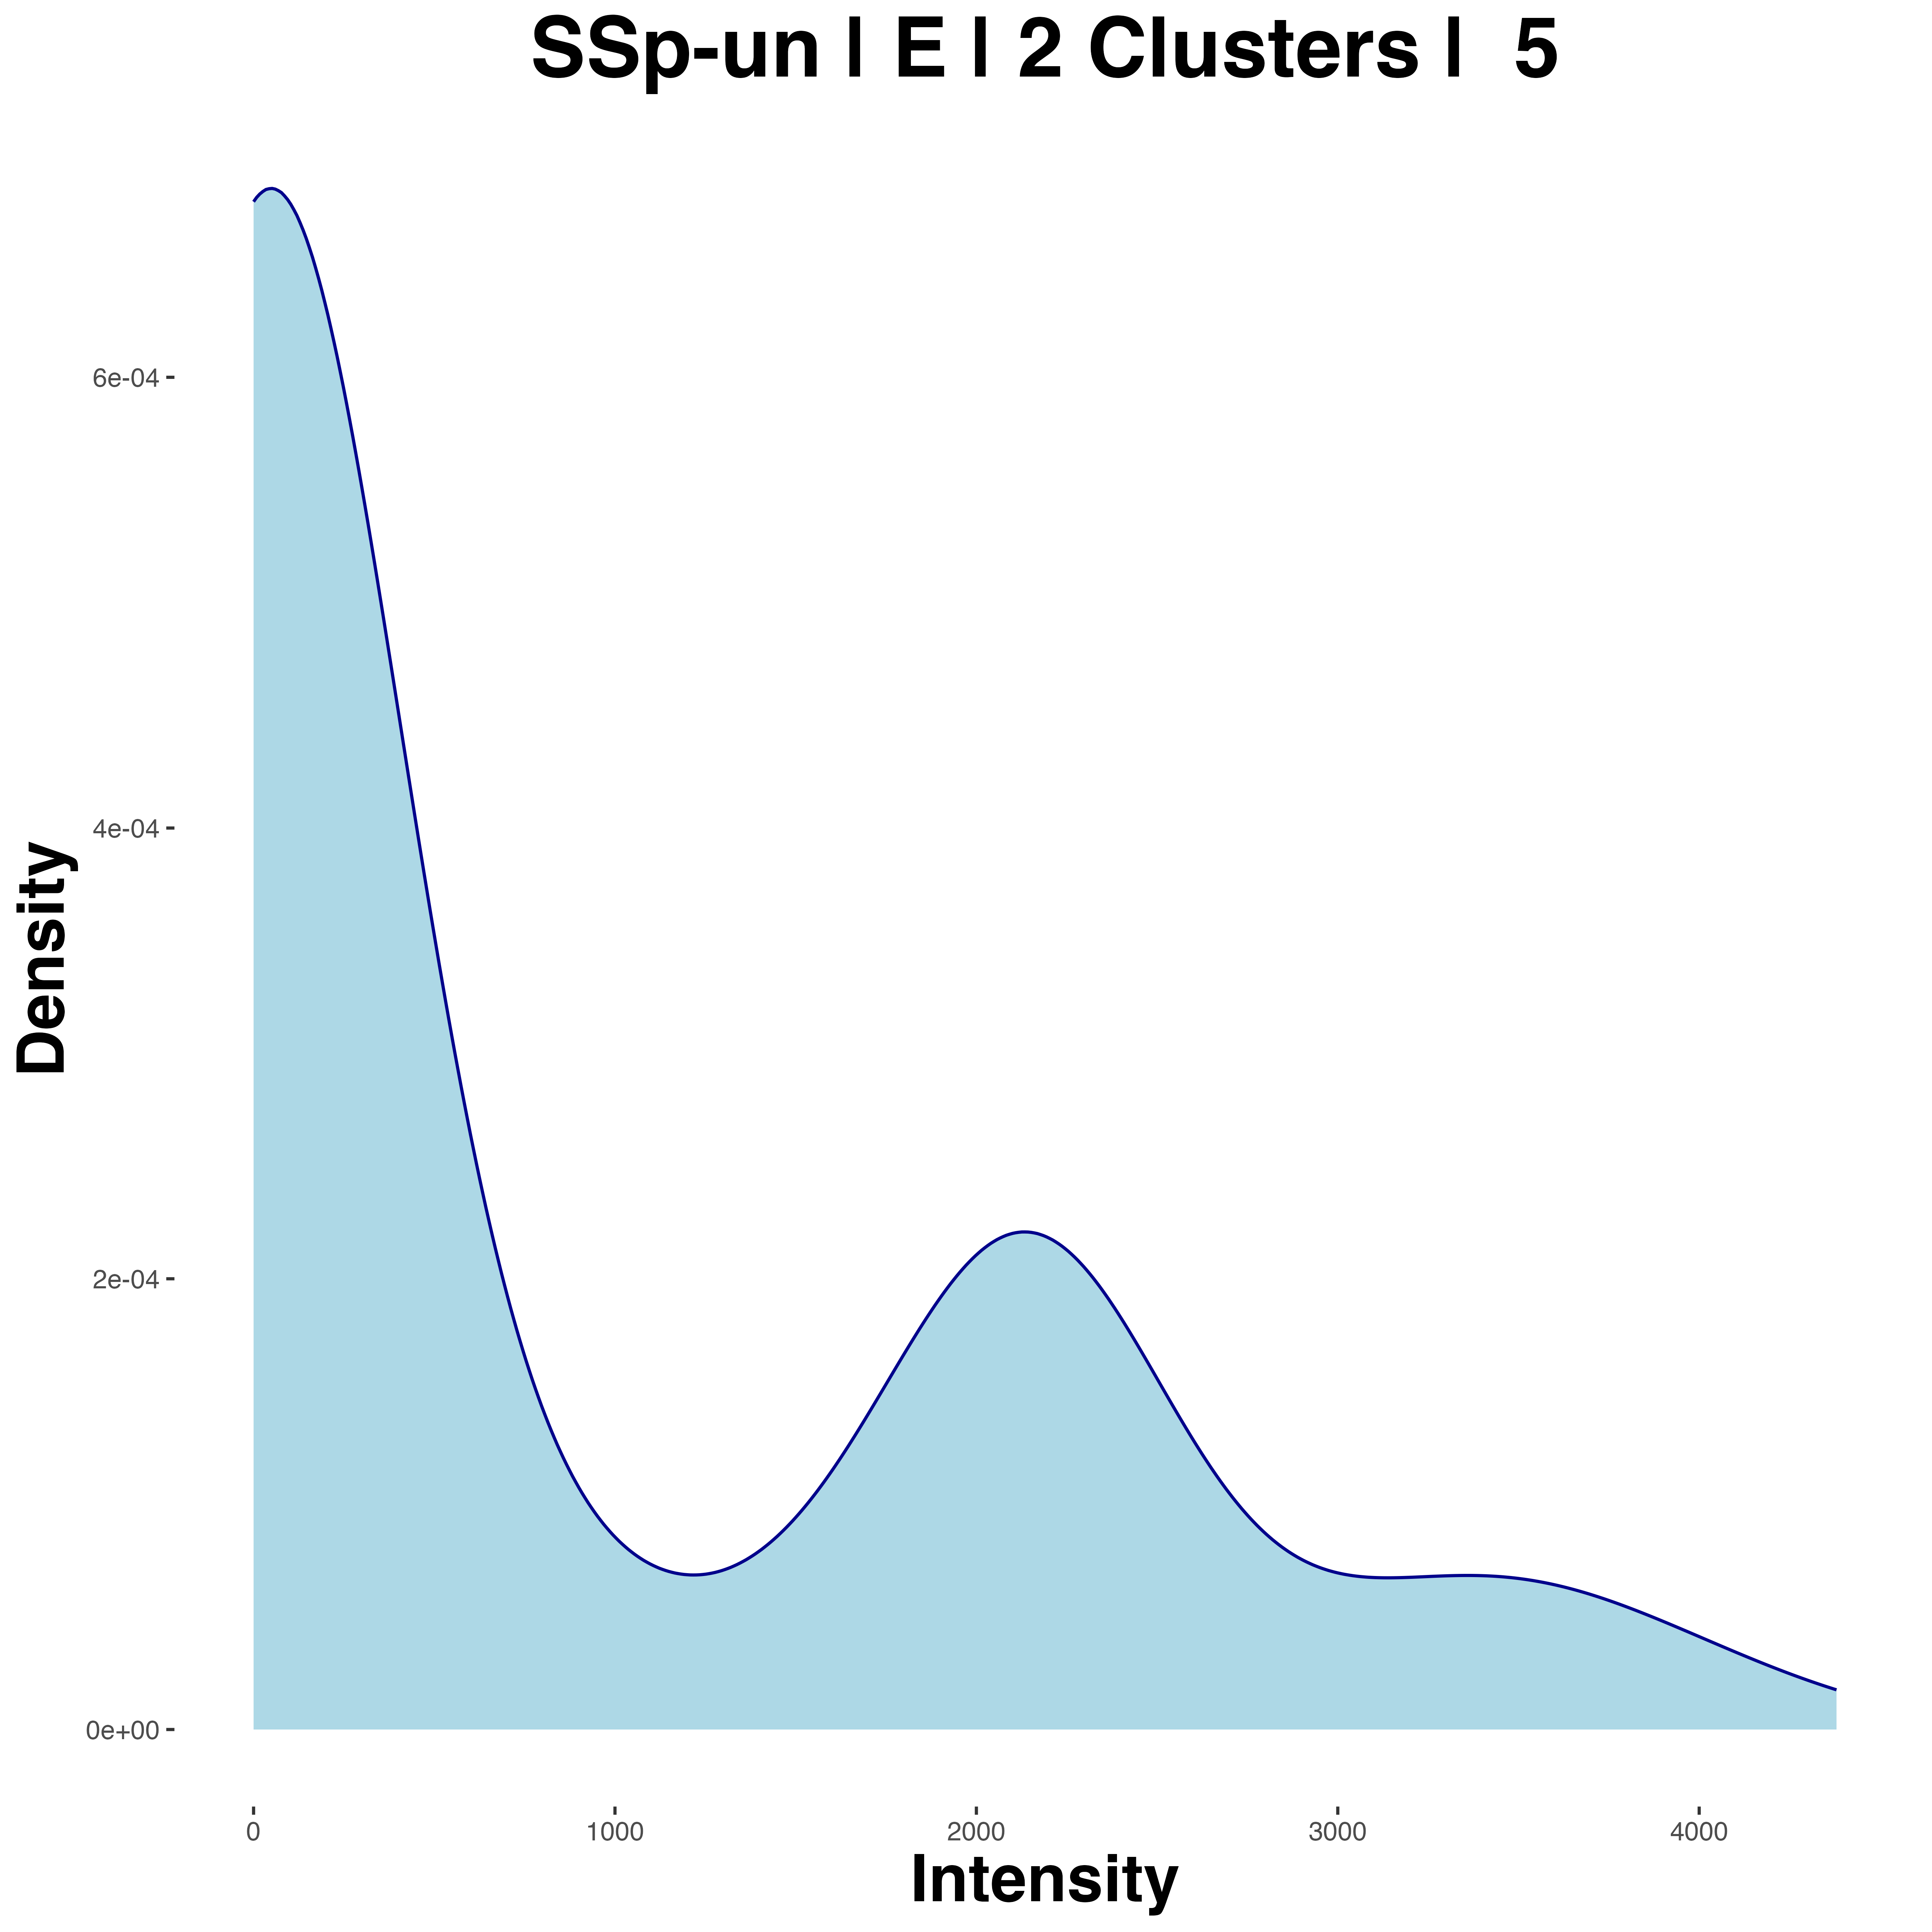 SSp-un | E | 2 Clusters | 5
6e-04
4e-04
2e-04
0e+00
Density
0 1000 2000 3000 4000
Intensity